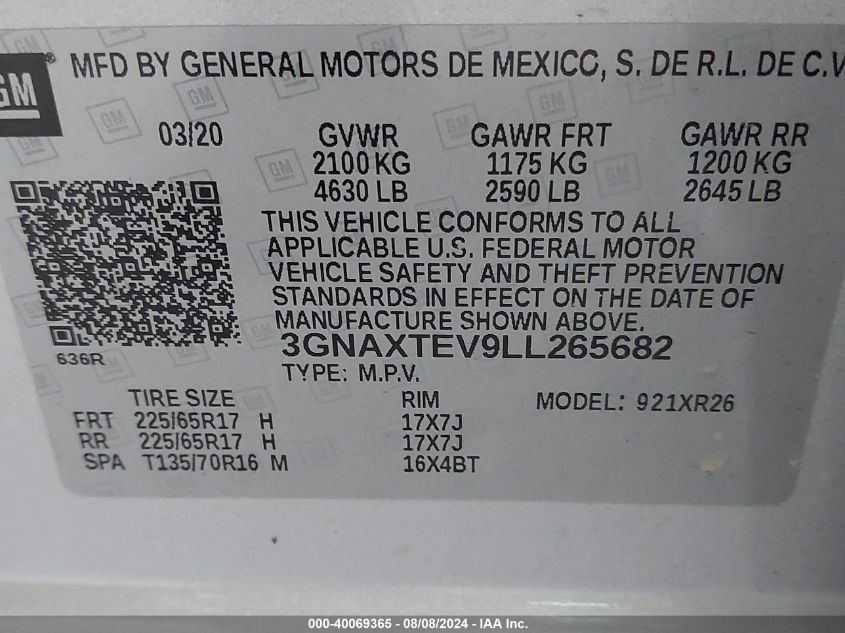 GM ® MFD BY GENERAL MOTORS DE MEXICO, S. DE R.L. DE C.V
03/20 GVWR GAWR FRT GAWR RR
2100 KG 1175 KG 1200 KG
4630 LB 2590 LB 2645 LB
THIS VEHICLE CONFORMS TO ALL
APPLICABLE U.S. FEDERAL MOTOR
VEHICLE SAFETY AND THEFT PREVENTION
STANDARDS IN EFFECT ON THE DATE OF
MANUFACTURE SHOWN ABOVE.
3GNAXTEV9LL265682
636R
TYPE: M.P.V.
TIRE SIZE RIM MODEL: 921XR26
FRT 225/65R17 H 17X7J
RR 225/65R17 H 17X7J
SPA T135/70R16 M 16X4BT
000-40069365 - 08/08/2024 - IAA Inc.